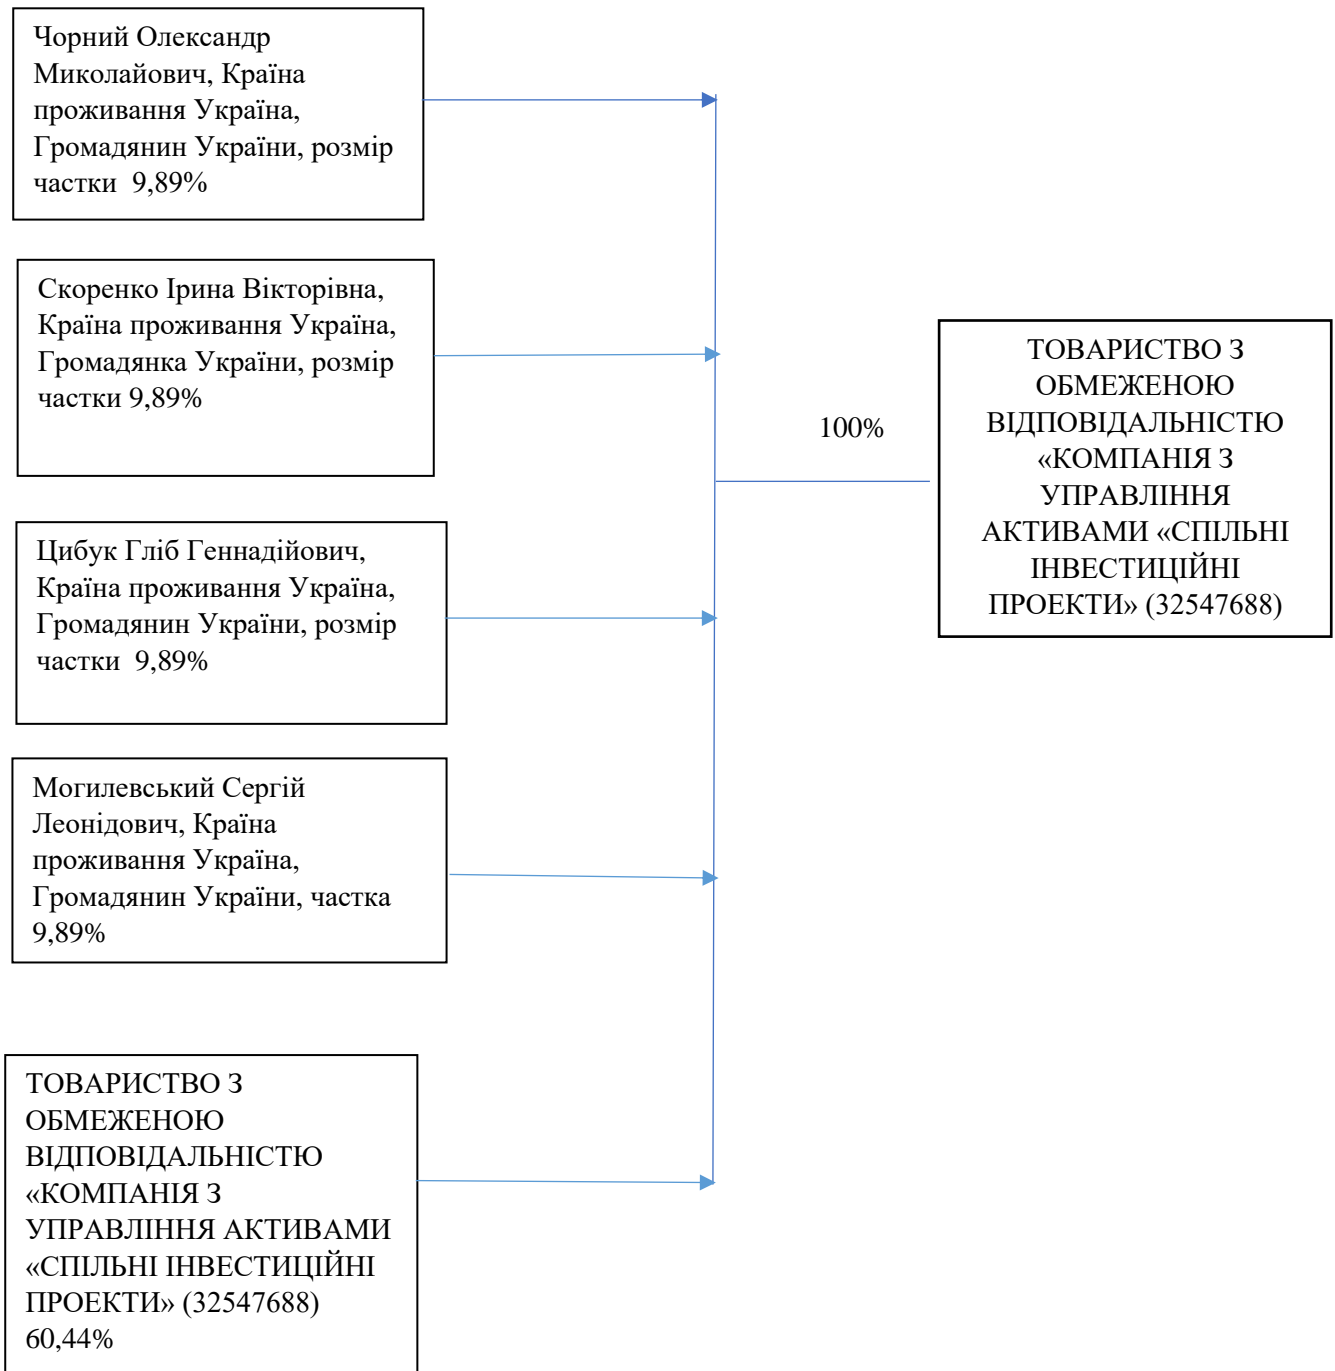 Чорний Олександр
Миколайович, Країна
проживання Україна,
Громадянин України, розмір
частки  9,89%
Скоренко Ірина Вікторівна,
Країна проживання Україна,
Громадянка України, розмір
частки 9,89%
Цибук Гліб Геннадійович,
Країна проживання Україна,
Громадянин України, розмір
частки  9,89%
Могилевський Сергій
Леонідович, Країна
проживання Україна,
Громадянин України, частка
9,89%
ТОВАРИСТВО З
ОБМЕЖЕНОЮ
ВІДПОВІДАЛЬНІСТЮ
«КОМПАНІЯ З
УПРАВЛІННЯ АКТИВАМИ
«СПІЛЬНІ ІНВЕСТИЦІЙНІ
ПРОЕКТИ» (32547688)
60,44%
100%
ТОВАРИСТВО З
ОБМЕЖЕНОЮ
ВІДПОВІДАЛЬНІСТЮ
«КОМПАНІЯ З
УПРАВЛІННЯ
АКТИВАМИ «СПІЛЬНІ
ІНВЕСТИЦІЙНІ
ПРОЕКТИ» (32547688)